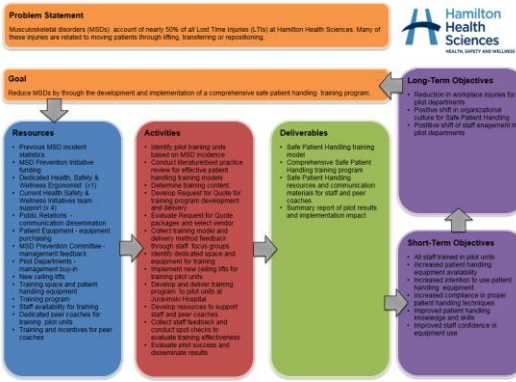 Problem Statement
Musculoskeletal disorders (MSDs) account of nearly 50% of all Lost Time Injuries (LTIs) at Hamilton Health Sciences. Many of
these injuries are related to moving patients through lifting, transferring or repositioning.
Hamilton
Health
Sciences
HEALTH, SAFETY AND WELLNESS
Goal
Reduce MSDs by through the development and implementation of a comprehensive safe patient handling training program.
Long-Term Objectives
• Reduction in workplace injuries for
pilot departments
• Positive shift in organizational
culture for Safe Patient Handling
• Postitive shift of staff enagement in
pilot departments
Resources
• Previous MSD incident
statistics
• MSD Prevention Initiative
funding
• Dedicated Health, Safety &
Wellness Ergonomist (x1)
• Current Health Safety &
Wellness Initiatives team
support (x 4)
• Public Relations -
communication dissemination
• Patient Equipment - equipment
purchasing
• MSD Prevention Committee -
management feedback
• Pilot Departments -
management buy-in
• New ceiling lifts
• Training space and patient
handling equipment
• Training program
• Staff availability for training
• Dedicated peer coaches for
training pilot units
• Training and incentives for peer
coaches
Activities
• Identify pilot training units
based on MSD incidence
• Conduct literature/best practice
review for effective patient
handling training models
• Determine training content
• Develop Request for Quote for
training program development
and delivery
• Evaluate Request for Quote
packages and select vendor
• Collect training model and
delivery method feedback
through staff focus groups
• Identify dedicated space and
equipment for training
• Implement new ceiling lifts for
training pilot units
• Develop and deliver training
program to pilot units at
Juravinski Hospital
• Develop resources to support
staff and peer coaches
• Collect staff feedback and
conduct spot checks to
evaluate training effectiveness
• Evaluate pilot success and
disseminate results
Deliverables
• Safe Patient Handling training
model
• Comprehensive Safe Patient
Handling training program
• Safe Patient Handling
resources and communication
materials for staff and peer
coaches
• Summary report of pilot results
and implementation impact
Short-Term Objectives
• All staff trained in pilot units
• Increased patient handling
equipment availability
• Increased intention to use patient
handling equipment
• Increased compliance in proper
patient handling techniques
• Improved patient handling
knowledge and skills
• Improved staff confidence in
equipment use